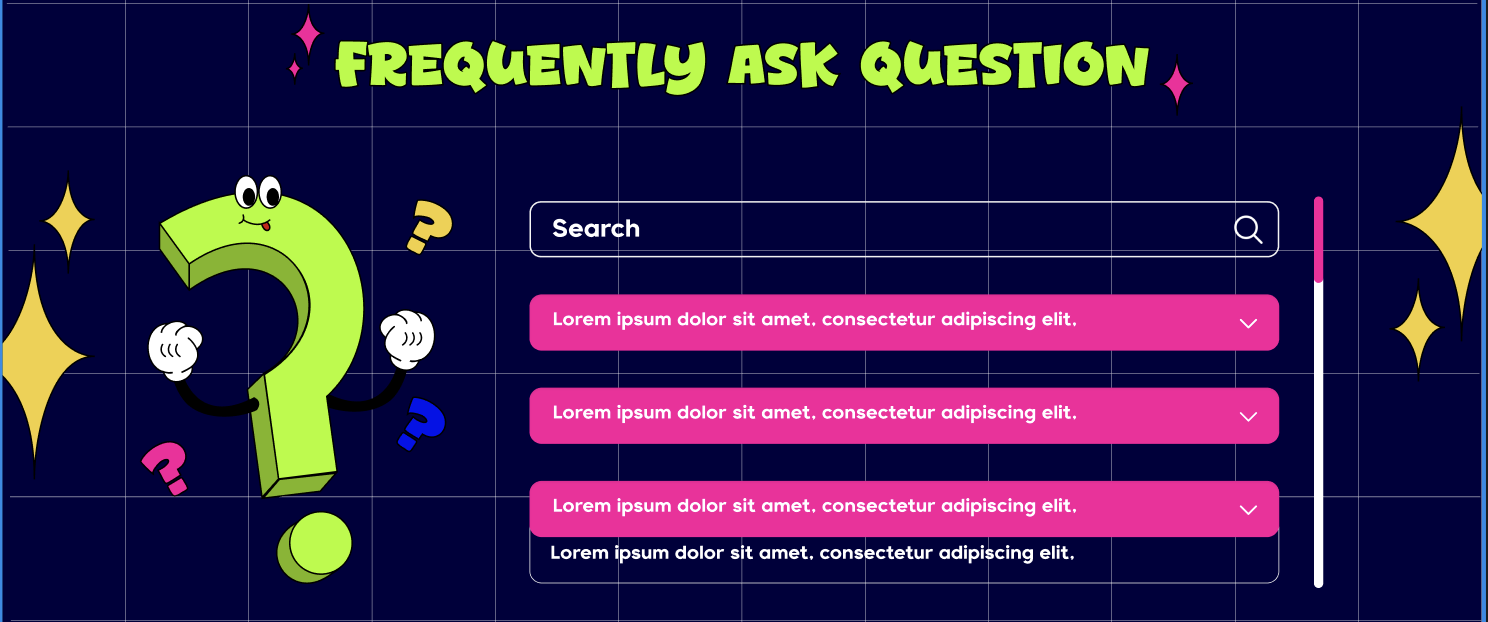 FREQUENTLY ASK QUESTION
Search
Lorem ipsum dolor sit amet, consectetur adipiscing elit,
Lorem ipsum dolor sit amet, consectetur adipiscing elit,
Lorem ipsum dolor sit amet, consectetur adipiscing elit,
Lorem ipsum dolor sit amet, consectetur adipiscing elit,